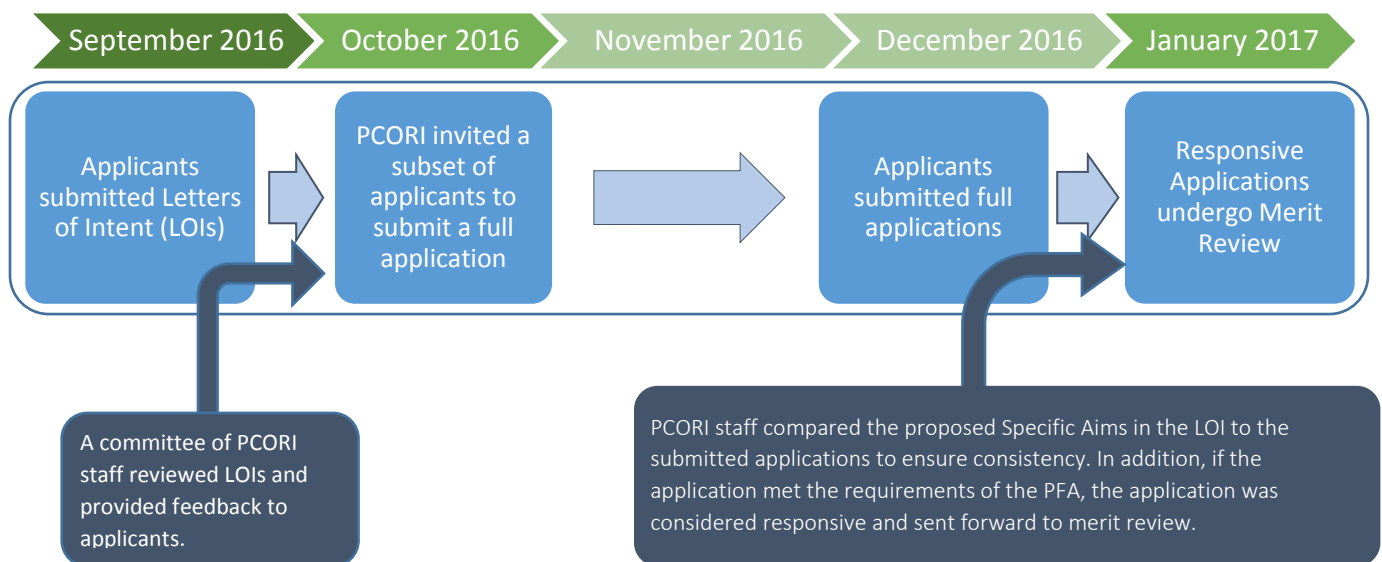 September 2016
October 2016
November 2016
December 2016
January 2017
Applicants
submitted Letters
of Intent (LOIs)
PCORI invited a
subset of
applicants to
submit a full
application
Applicants
submitted full
applications
Responsive
Applications
undergo Merit
Review
A committee of PCORI
staff reviewed LOIs and
provided feedback to
applicants.
PCORI staff compared the proposed Specific Aims in the LOI to the
submitted applications to ensure consistency. In addition, if the
application met the requirements of the PFA, the application was
considered responsive and sent forward to merit review.